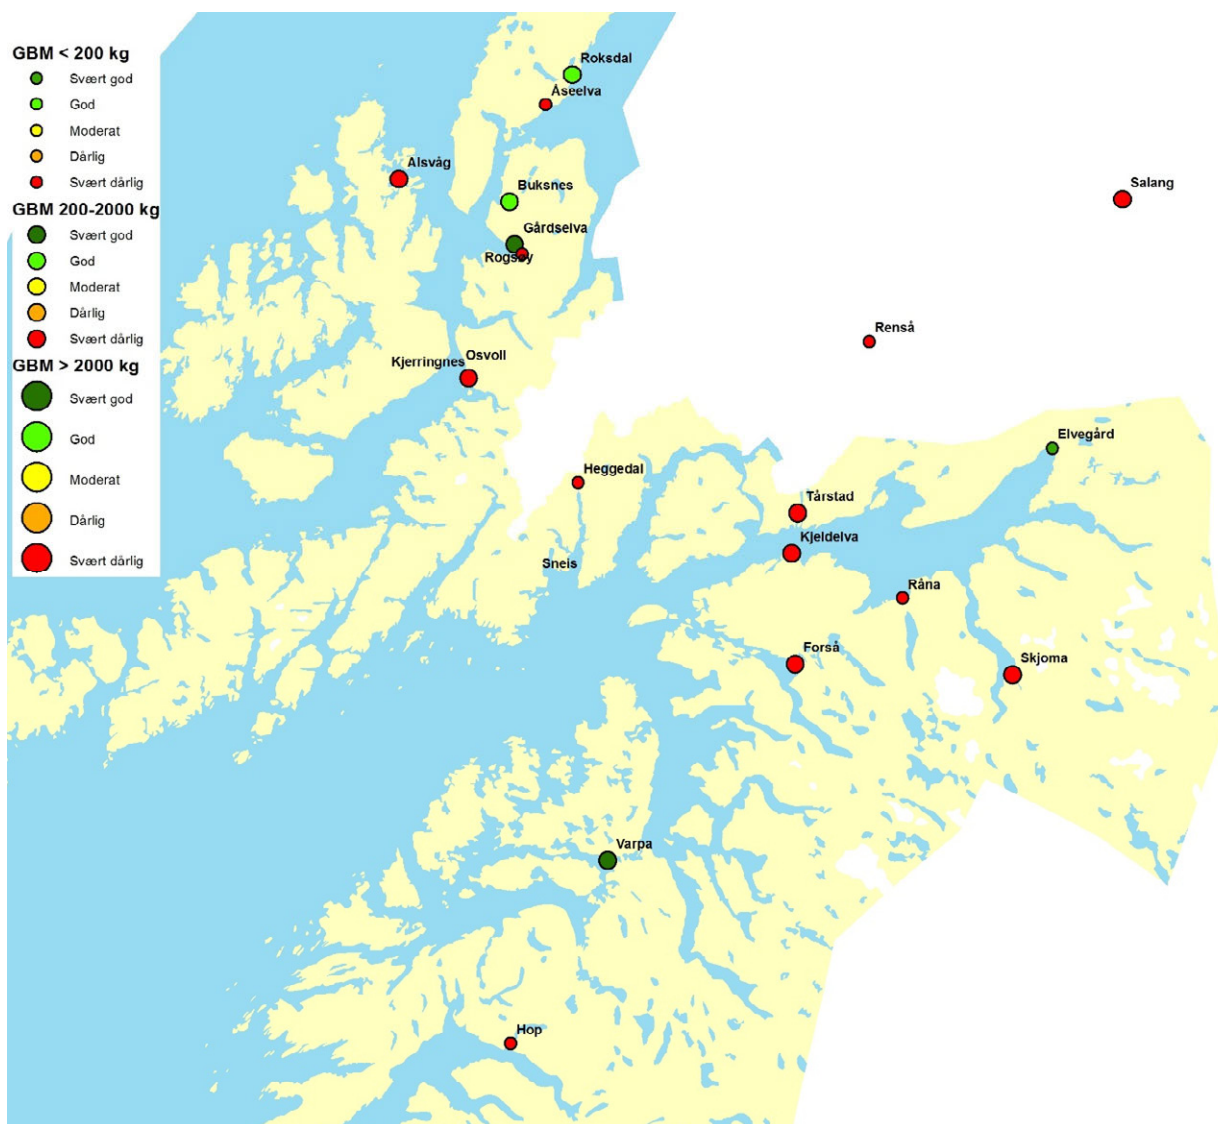 GBM < 200 kg
Svært god
God
Moderat
Dårlig
Svært dårlig
GBM 200-2000 kg
Svært god
God
Moderat
Dårlig
Svært dårlig
GBM > 2000 kg
Svært god
God
Moderat
Dårlig
Svært dårlig
Roksdal
Åseelva
Alsvåg
Buksnes
Salang
Gårdselva
Rogsøy
Renså
Osvoll
Kjerringnes
Elvegård
Heggedal
Tårstad
Kjeldelva
Sneis
Råna
Forså
Skjoma
Varpa
Hop